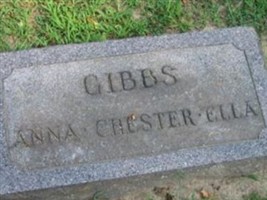 GIBBS
ANNA · CHESTER · ELLA